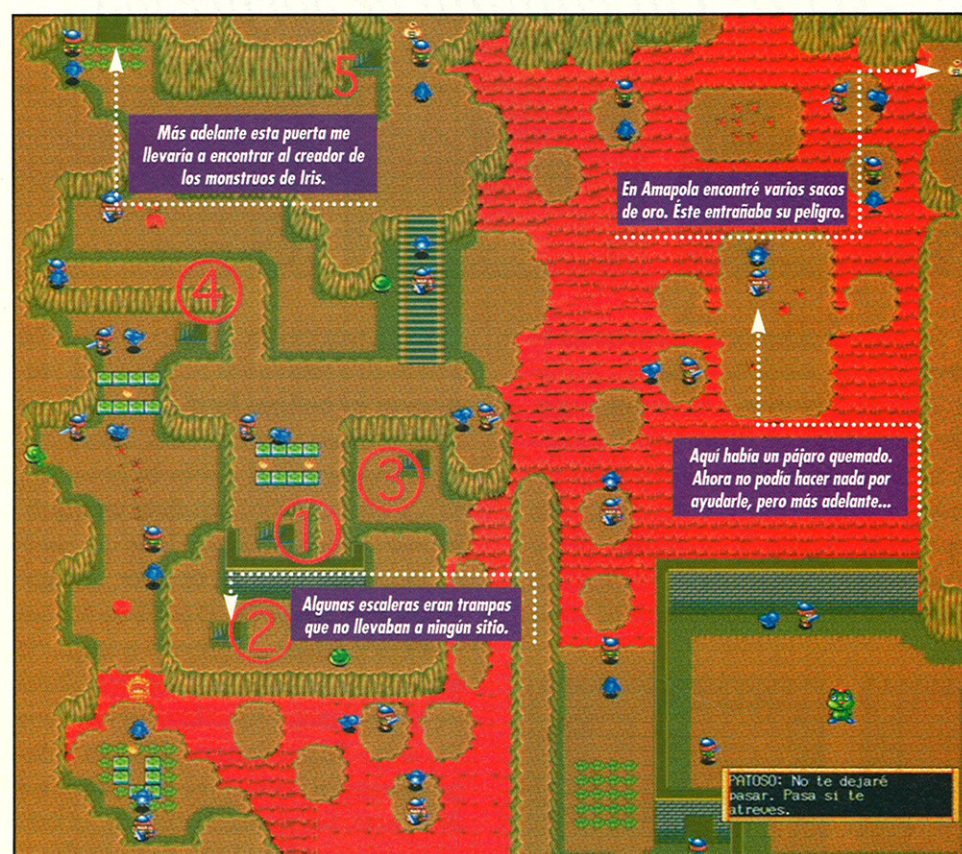 5
Más adelante esta puerta me
llevaría a encontrar al creador de
los monstruos de Iris.
En Amapola encontré varios sacos
de oro. Éste entrañaba su peligro.
4
Aquí había un pájaro quemado.
Ahora no podía hacer nada por
ayudarle, pero más adelante...
3
1
Algunas escaleras eran trampas
que no llevaban a ningún sitio.
2
PATOSO: No te dejaré
pasar. Pasa si te
atreves.